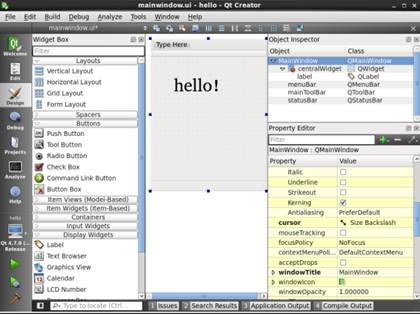 mainwindow.ui - hello - Qt Creator
File Edit Build Debug Analyze Tools Window Help
mainwindow.ui*
Welcome
Edit
Design
Debug
Projects
Analyze
Help
hello
Qt 4.7.0 (...
Release
Widget Box
Filter
Layouts
Vertical Layout
Horizontal Layout
Grid Layout
Form Layout
Spacers
Buttons
Push Button
Tool Button
Radio Button
Check Box
Command Link Button
Button Box
Item Views (Model-Based)
Item Widgets (Item-Based)
Containers
Input Widgets
Display Widgets
Label
Text Browser
Graphics View
Calendar
LCD Number
Type Here
hello!
Object Inspector
Object Class
MainWindow QMainWindow
centralWidget QWidget
label QLabel
menuBar QMenuBar
mainToolBar QToolBar
statusBar QStatusBar
Property Editor
Filter
MainWindow : QMainWindow
Property Value
Italic
Underline
Strikeout
Kerning
Antialiasing PreferDefault
cursor Size Backslash
mouseTracking
focusPolicy NoFocus
contextMenuPoli... DefaultContextMenu
acceptDrops
windowTitle MainWindow
windowIcon
windowOpacity 1.000000
Type to locate (Ctrl...
1 Issues 2 Search Results 3 Application Output 4 Compile Output